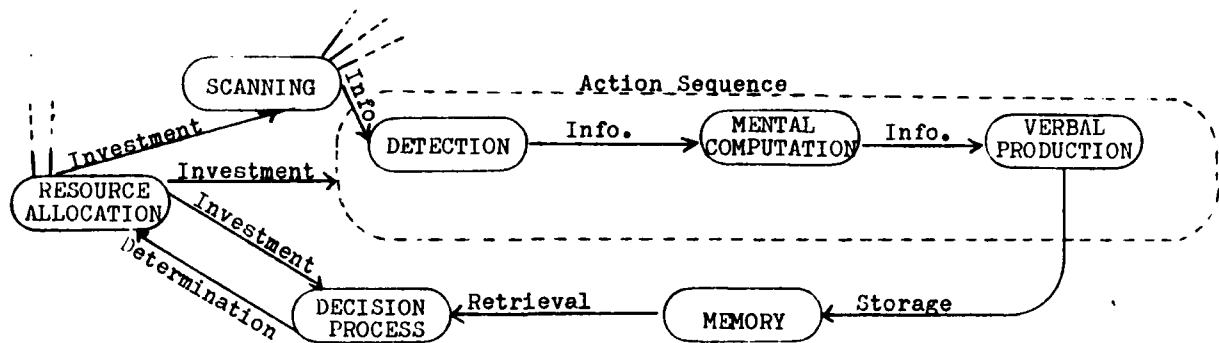 Action Sequence
SCANNING
Info.
DETECTION
Info.
MENTAL
COMPUTATION
Info.
VERBAL
PRODUCTION
Investment
Investment
RESOURCE
ALLOCATION
Investment
Determination
DECISION
PROCESS
Retrieval
MEMORY
Storage